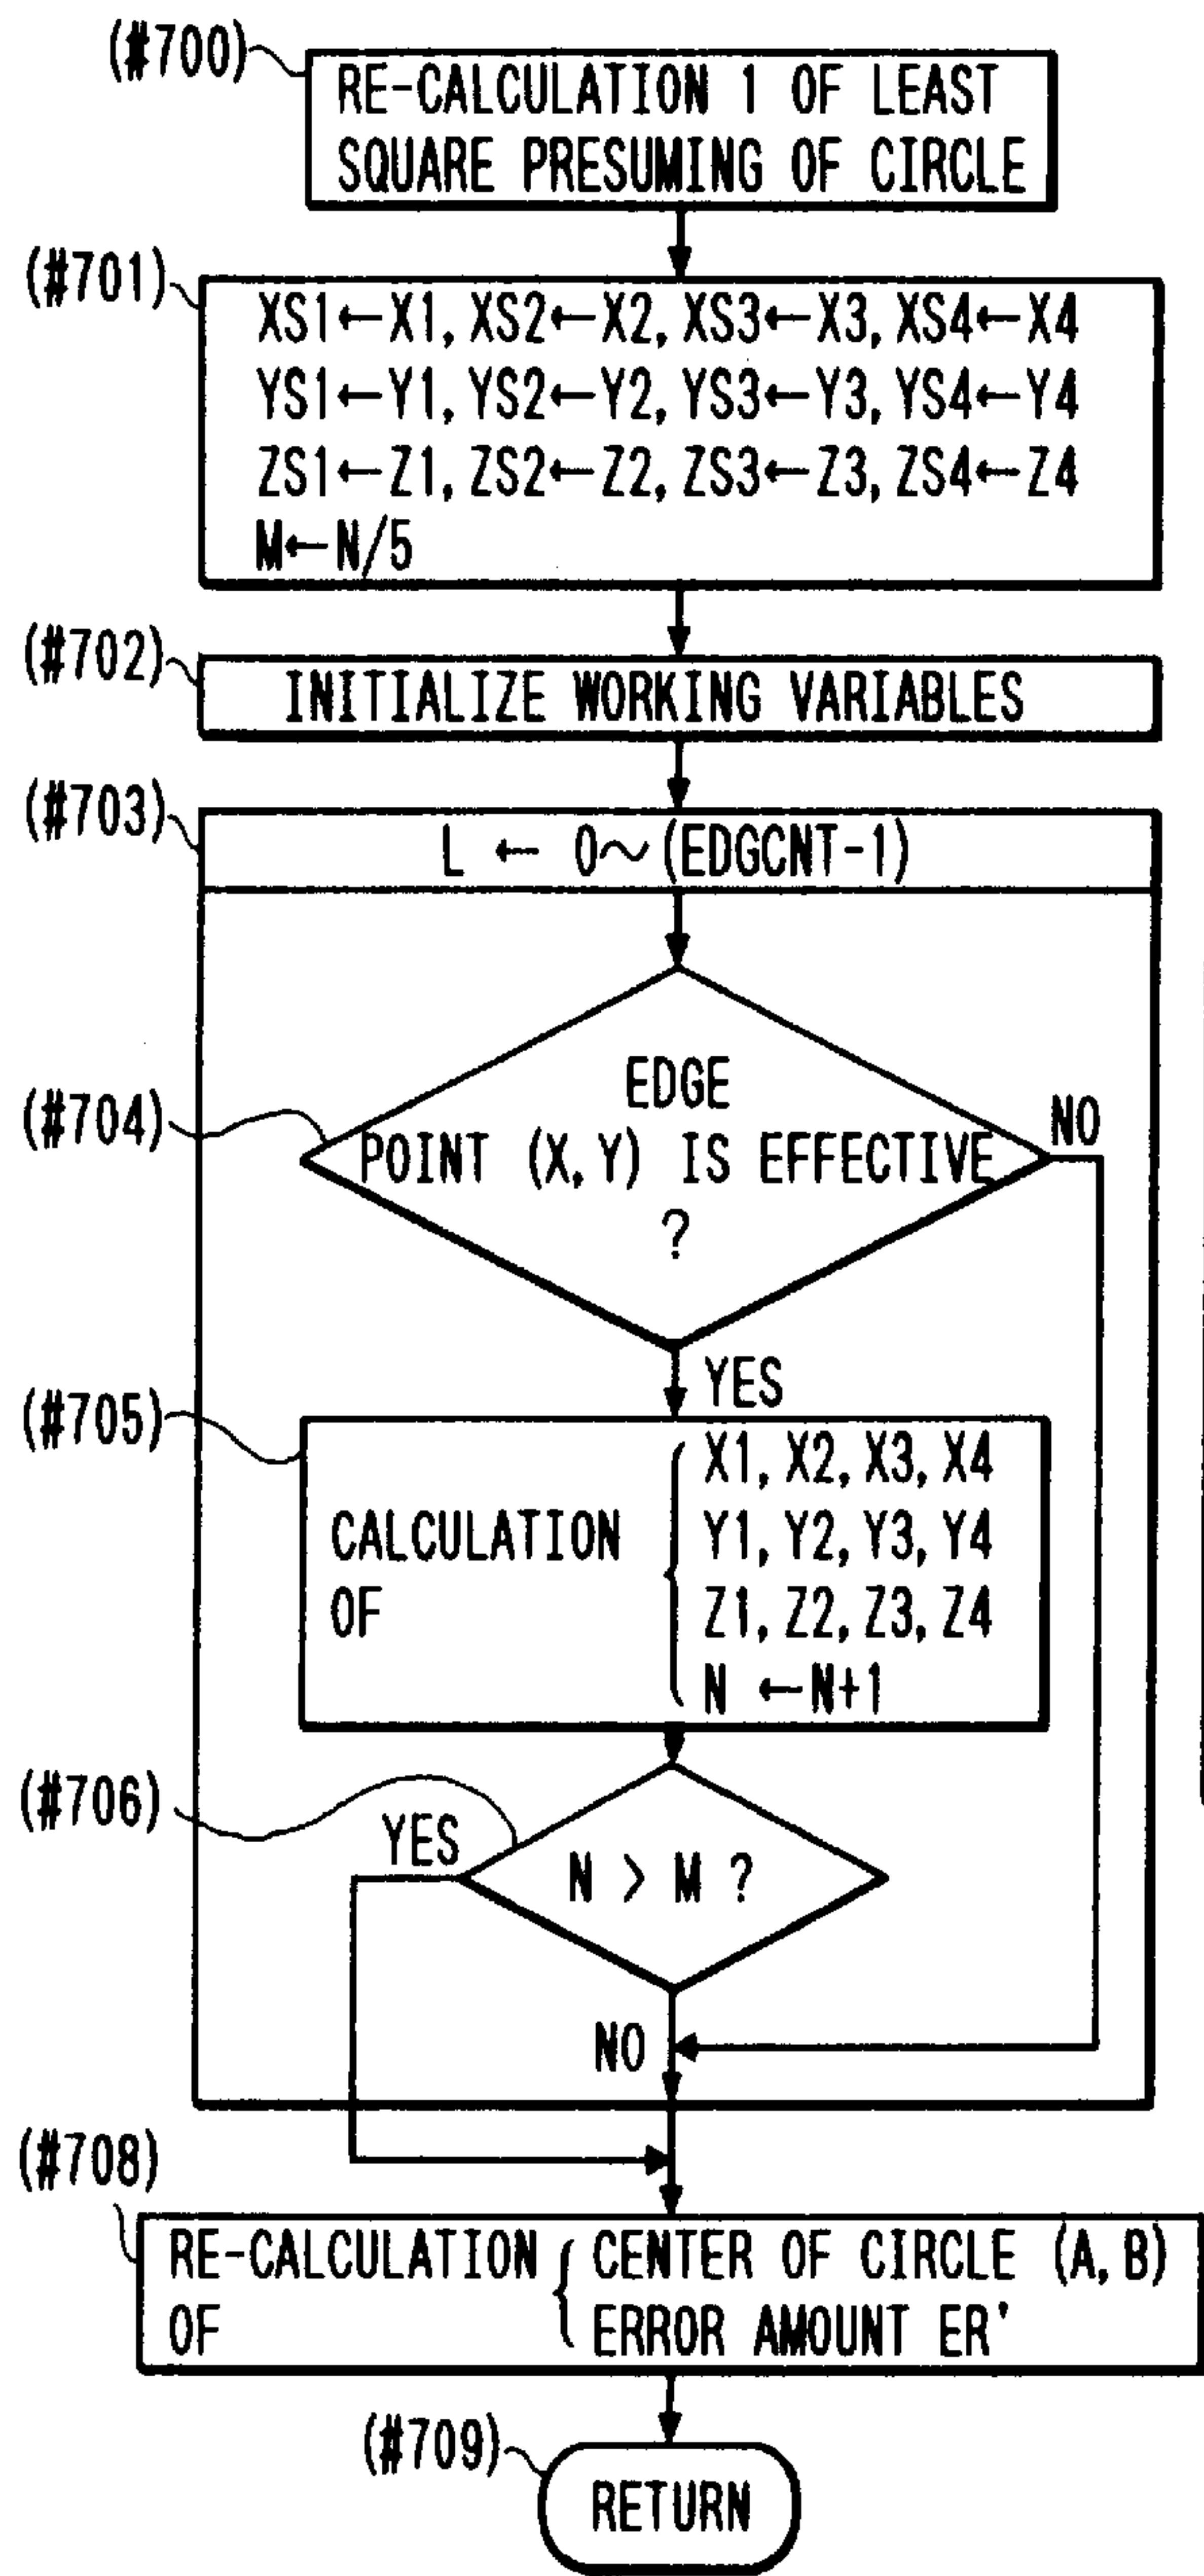 (#700)
RE-CALCULATION 1 OF LEAST
SQUARE PRESUMING OF CIRCLE
(#701)
XS1←X1, XS2←X2, XS3←X3, XS4←X4
YS1←Y1, YS2←Y2, YS3←Y3, YS4←Y4
ZS1←Z1, ZS2←Z2, ZS3←Z3, ZS4←Z4
M←N/5
(#702)
INITIALIZE WORKING VARIABLES
(#703)
L ← 0~(EDGCNT-1)
(#704)
EDGE
POINT (X, Y) IS EFFECTIVE
?
NO
YES
(#705)
CALCULATION
OF
X1, X2, X3, X4
Y1, Y2, Y3, Y4
Z1, Z2, Z3, Z4
N ←N+1
(#706)
YES
N > M ?
NO
(#708)
RE-CALCULATION
OF
CENTER OF CIRCLE (A, B)
ERROR AMOUNT ER'
(#709)
RETURN